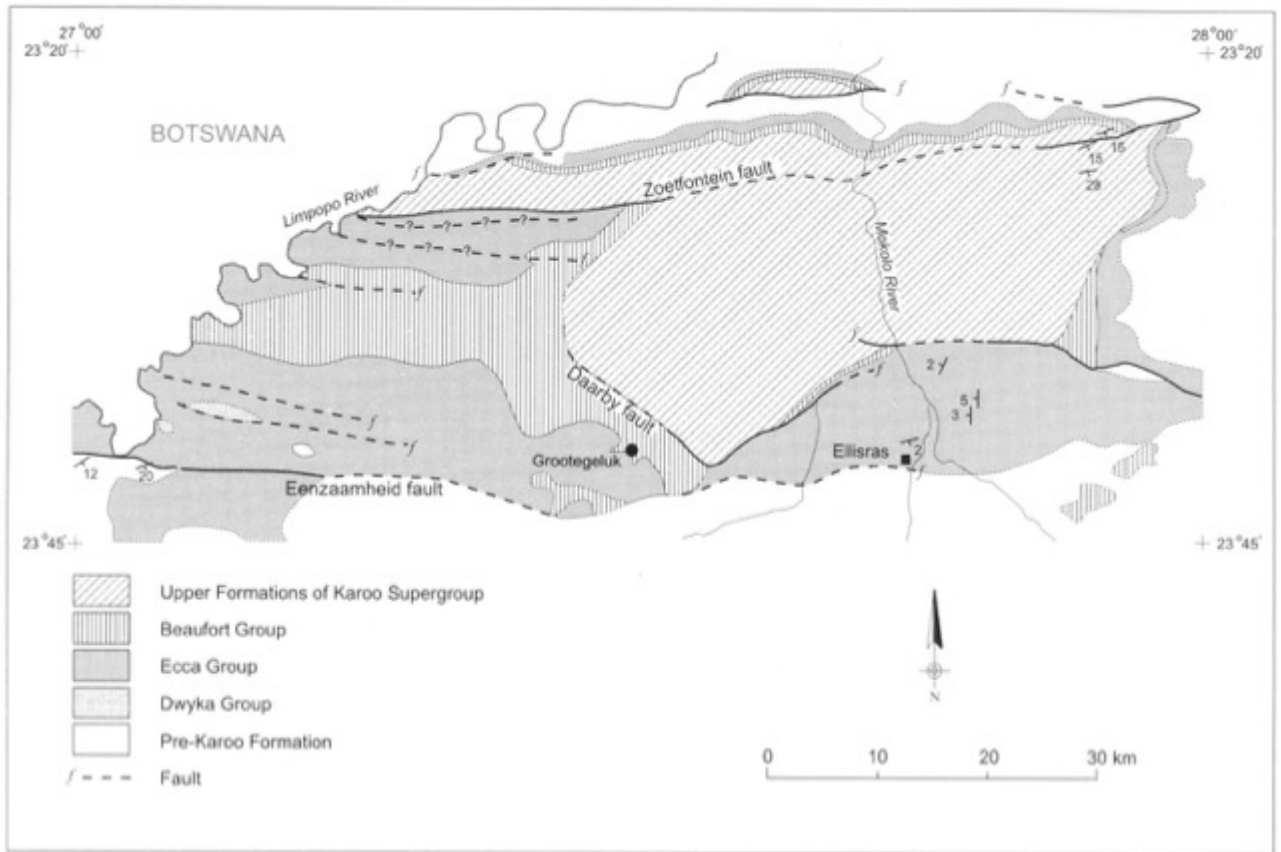 27°00'
23°20'
28°00'
23°20'
BOTSWANA
f
f
f
Limpopo River
Zoetfontein fault
15
16
28
?
?
?
?
?
?
?
f
f
Mokolo River
f
f
2
5
3
Daarby fault
f
f
Grootegeluk
Ellisras
2
f
12
20
Eenzaamheid fault
23°45'
23°45'
Upper Formations of Karoo Supergroup
Beaufort Group
Ecca Group
Dwyka Group
Pre-Karoo Formation
f Fault
N
0 10 20 30 km